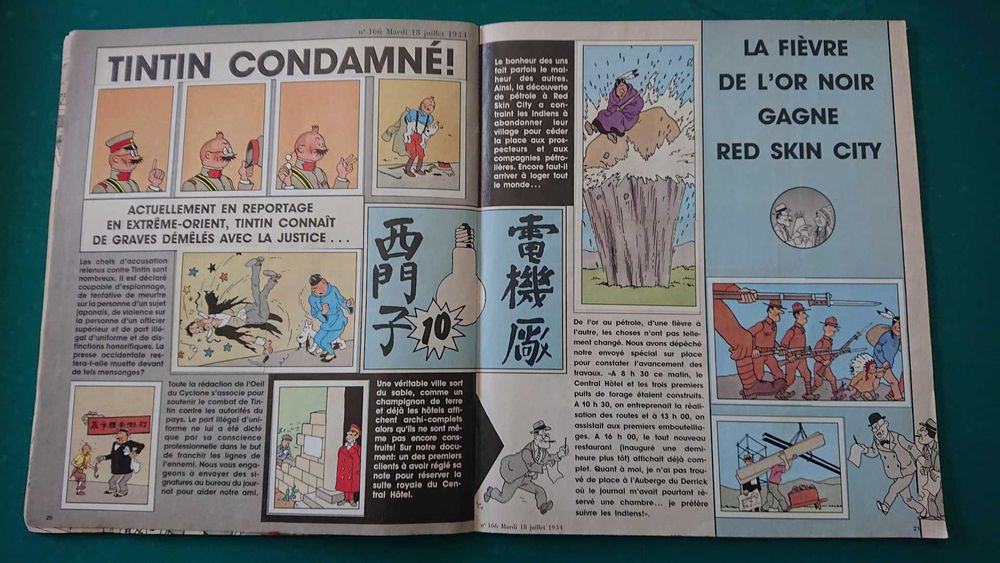 n° 166 Mardi 18 juillet 1934
TINTIN CONDAMNÉ!
ACTUELLEMENT EN REPORTAGE
EN EXTRÊME-ORIENT, TINTIN CONNAÎT
DE GRAVES DÉMÊLÉS AVEC LA JUSTICE . . .
Les chefs d'accusation
retenus contre Tintin sont
nombreux. Il est déclaré
coupable d'espionnage,
de tentative de meurtre
sur la personne d'un sujet
japonais, de violence sur
la personne d'un officier
supérieur et de port illé-
gal d'uniforme et de dis-
tinctions honorifiques. La
presse occidentale res-
tera-t-elle muette devant
de tels mensonges?
Toute la rédaction de l'Oeil
du Cyclone s'associe pour
soutenir le combat de Tin-
tin contre les autorités du
pays. Le port illégal d'uni-
forme ne lui a été dicté
que par sa conscience
professionnelle dans le but
de franchir les lignes de
l'ennemi. Nous vous enga-
geons à envoyer des si-
gnatures au bureau du jour-
nal pour aider notre ami.
20
西門子
10
電機廠
Le bonheur des uns
fait parfois le mal-
heur des autres.
Ainsi, la découverte
de pétrole à Red
Skin City a con-
traint les Indiens à
abandonner leur
village pour céder
la place aux pros-
pecteurs et aux
compagnies pétro-
lières. Encore faut-il
arriver à loger tout
le monde . . .
Une véritable ville sort
du sable, comme un
champignon de terre
et déjà les hôtels affi-
chent archi-complets
alors qu'ils ne sont mê-
me pas encore cons-
truits! Sur notre docu-
ment: un des premiers
clients à avoir réglé sa
note pour réserver la
suite royale du Cen-
tral Hôtel.
LA FIÈVRE
DE L'OR NOIR
GAGNE
RED SKIN CITY
De l'or au pétrole, d'une fièvre à
l'autre, les choses n'ont pas telle-
ment changé. Nous avons dépêché
notre envoyé spécial sur place
pour constater l'avancement des
travaux. «A 8 h 30 ce matin, le
Central Hôtel et les trois premiers
puits de forage étaient construits.
A 10 h 30, on entreprenait la réali-
sation des routes et à 13 h 00, on
assistait aux premiers embouteilla-
ges. A 16 h 00, le tout nouveau
restaurant (inauguré une demi-
heure plus tôt) affichait déjà com-
plet. Quant à moi, je n'ai pas trou-
vé de place à l'Auberge du Derrick
où le journal m'avait pourtant ré-
servé une chambre... je préfère
suivre les Indiens!».
n° 166 Mardi 18 juillet 1934
21